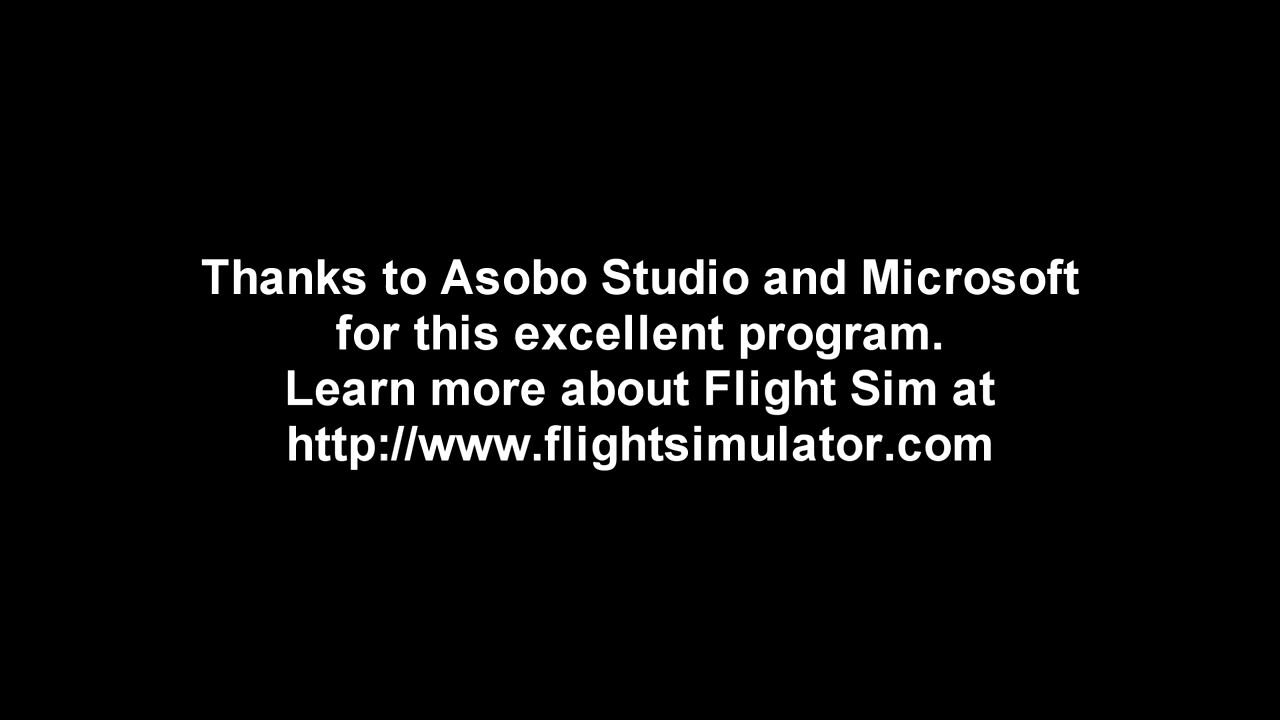 Thanks to Asobo Studio and Microsoft
for this excellent program.
Learn more about Flight Sim at
http://www.flightsimulator.com